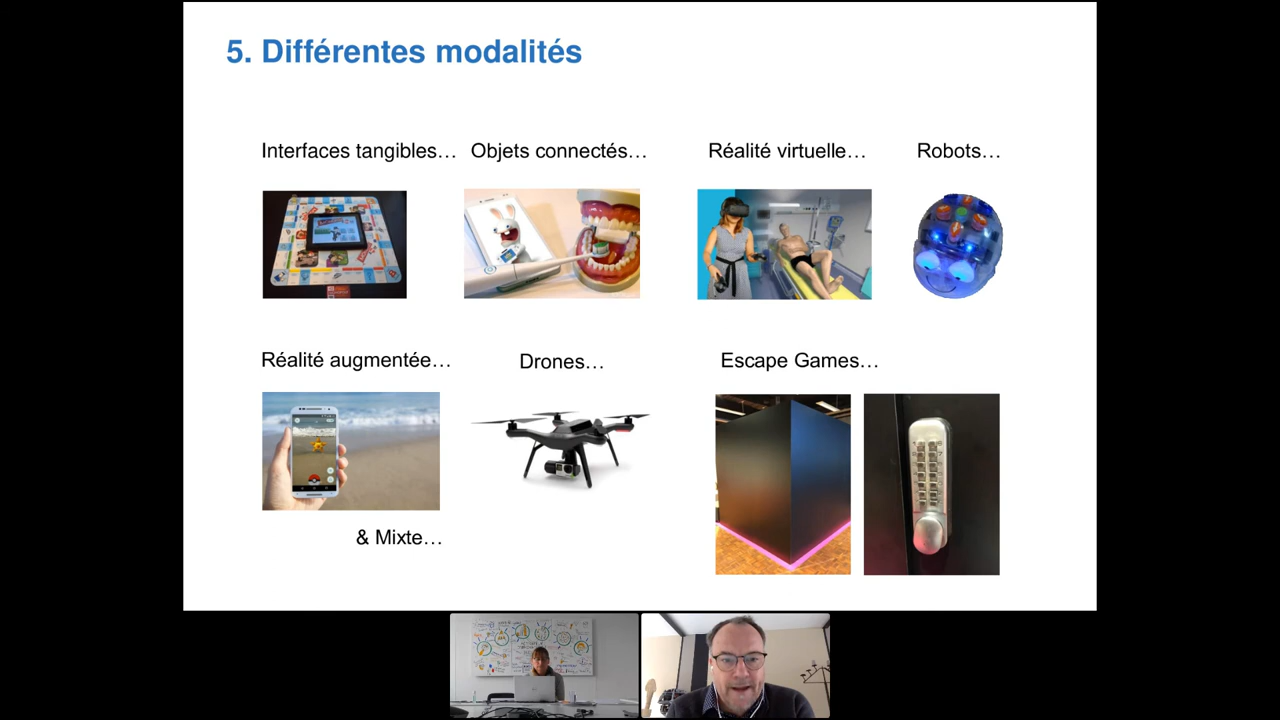 5. Différentes modalités
Interfaces tangibles… Objets connectés… Réalité virtuelle… Robots…
Réalité augmentée… Drones… Escape Games…
& Mixte…